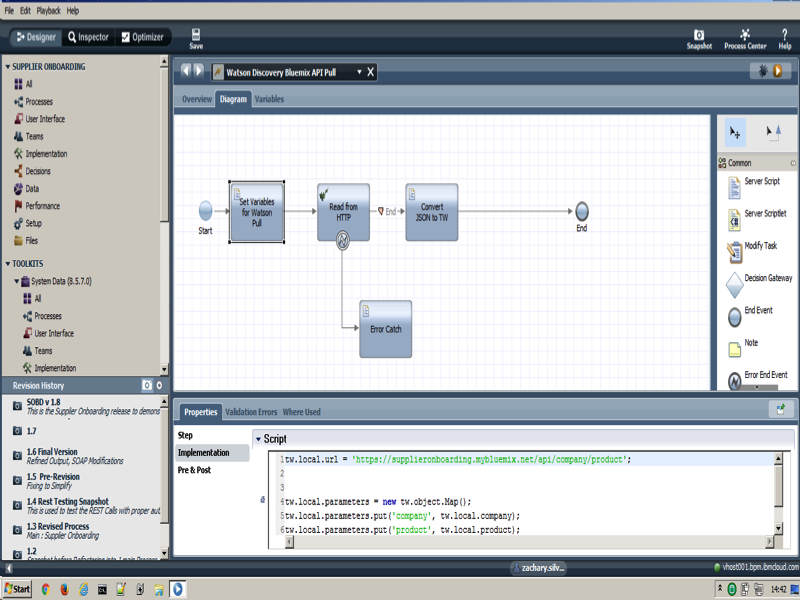 File Edit Playback Help
Designer Inspector Optimizer
Save
Snapshot Process Center Help
SUPPLIER ONBOARDING
All
Processes
User Interface
Teams
Implementation
Decisions
Data
Performance
Setup
Files
TOOLKITS
System Data (8.5.7.0)
All
Processes
User Interface
Teams
Implementation
Revision History
SOBD v 1.8
This is the Supplier Onboarding release to demons
1.7
1.6 Final Version
Refined Output, SOAP Modifications
1.5 Pre-Revision
Fixing to Simplify
1.4 Rest Testing Snapshot
This is used to test the REST Calls with proper aut
1.3 Revised Process
Main : Supplier Onboarding
1.2
Snapshot before Refactoring into 1 main Process
Watson Discovery Bluemix API Pull X
Overview Diagram Variables
Start
Set Variables
for Watson
Pull
Read from
HTTP
End
Convert
JSON to TW
End
Error Catch
Common
Server Script
Server Scriptlet
Modify Task
Decision Gateway
End Event
Note
Error End Event
Properties Validation Errors Where Used
Step
Implementation
Pre & Post
Script
1 tw.local.url = 'https://supplieronboarding.mybluemix.net/api/company/product';
2
3
4 tw.local.parameters = new tw.object.Map();
5 tw.local.parameters.put('company', tw.local.company);
6 tw.local.parameters.put('product', tw.local.product);
zachary.silv...
vhost001.bpm.ibmcloud.com
Start
14:42